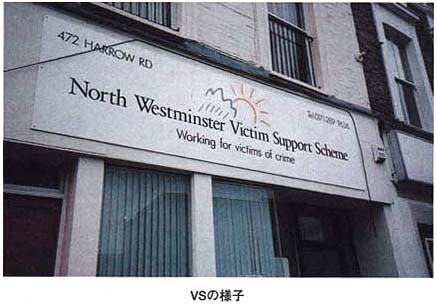 472 HARROW RD
North Westminster Victim Support Scheme
Working for victims of crime
VSの様子